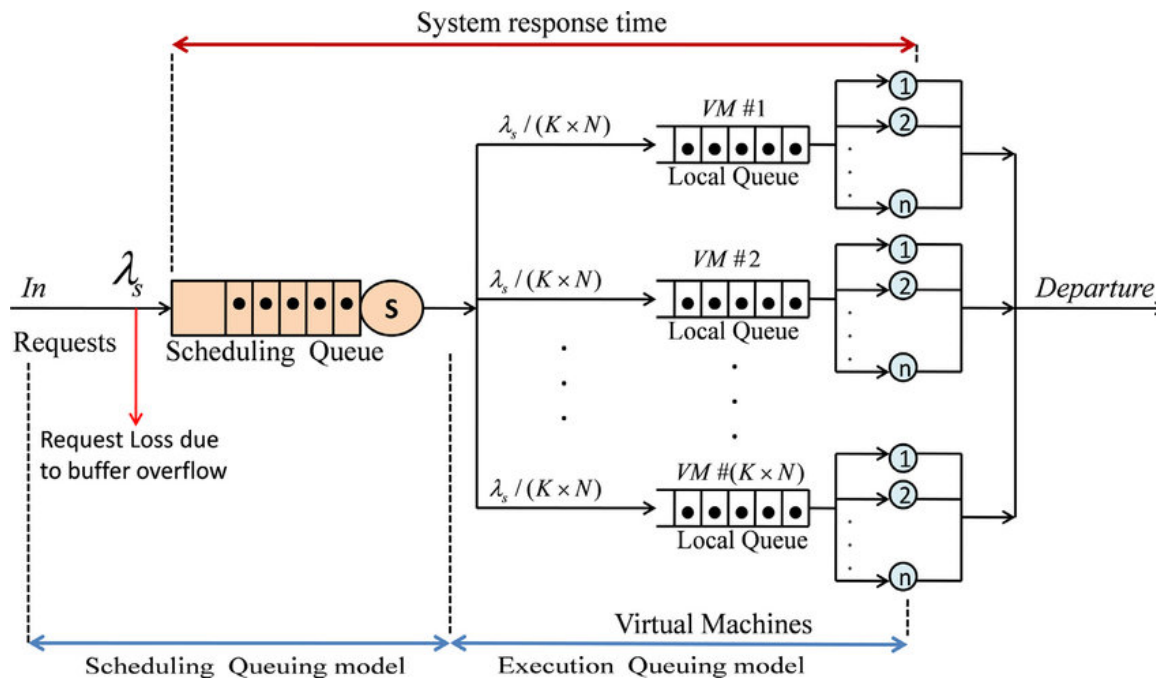 System response time
VM #1
λs / (K × N)
Local Queue
1
2
n
In
λs
Requests
S
Scheduling Queue
VM #2
λs / (K × N)
Local Queue
1
2
n
Departure
Request Loss due
to buffer overflow
VM #(K × N)
λs / (K × N)
Local Queue
1
2
n
Virtual Machines
Scheduling Queuing model
Execution Queuing model